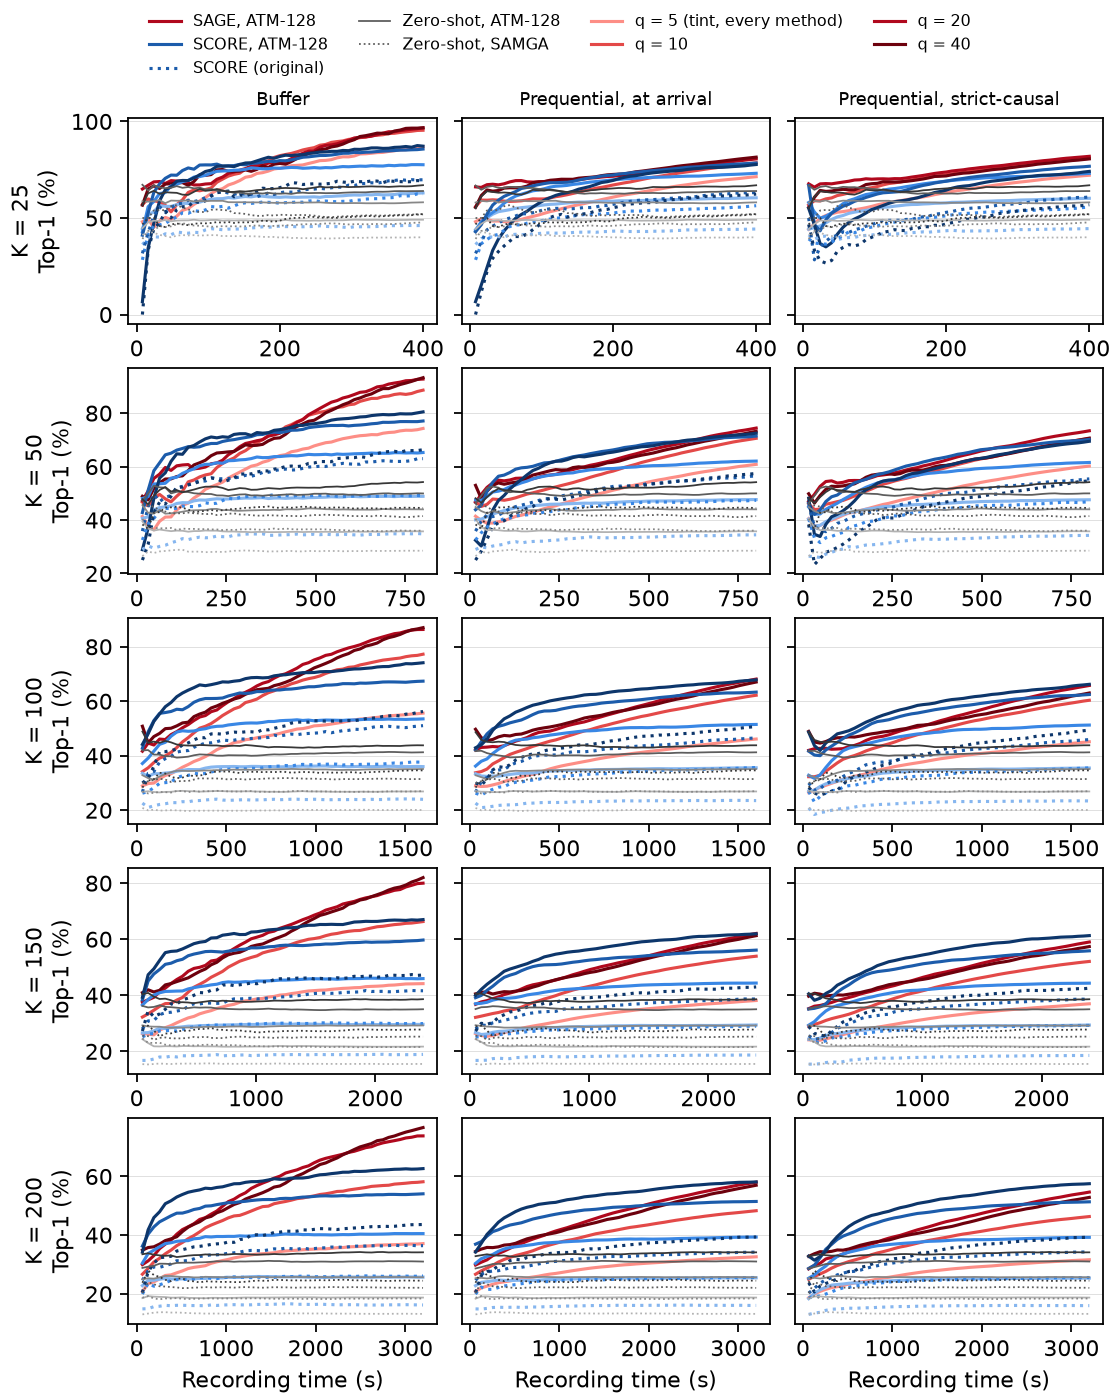 SAGE, ATM-128
Zero-shot, ATM-128
q = 5 (tint, every method)
q = 20
SCORE, ATM-128
Zero-shot, SAMGA
q = 10
q = 40
SCORE (original)
Buffer
Prequential, at arrival
Prequential, strict-causal
K = 25
Top-1 (%)
100
50
0
0 200 400
0 200 400
0 200 400
K = 50
Top-1 (%)
80
60
40
20
0 250 500 750
0 250 500 750
0 250 500 750
K = 100
Top-1 (%)
80
60
40
20
0 500 1000 1500
0 500 1000 1500
0 500 1000 1500
K = 150
Top-1 (%)
80
60
40
20
0 1000 2000
0 1000 2000
0 1000 2000
K = 200
Top-1 (%)
60
40
20
0 1000 2000 3000
0 1000 2000 3000
0 1000 2000 3000
Recording time (s)
Recording time (s)
Recording time (s)